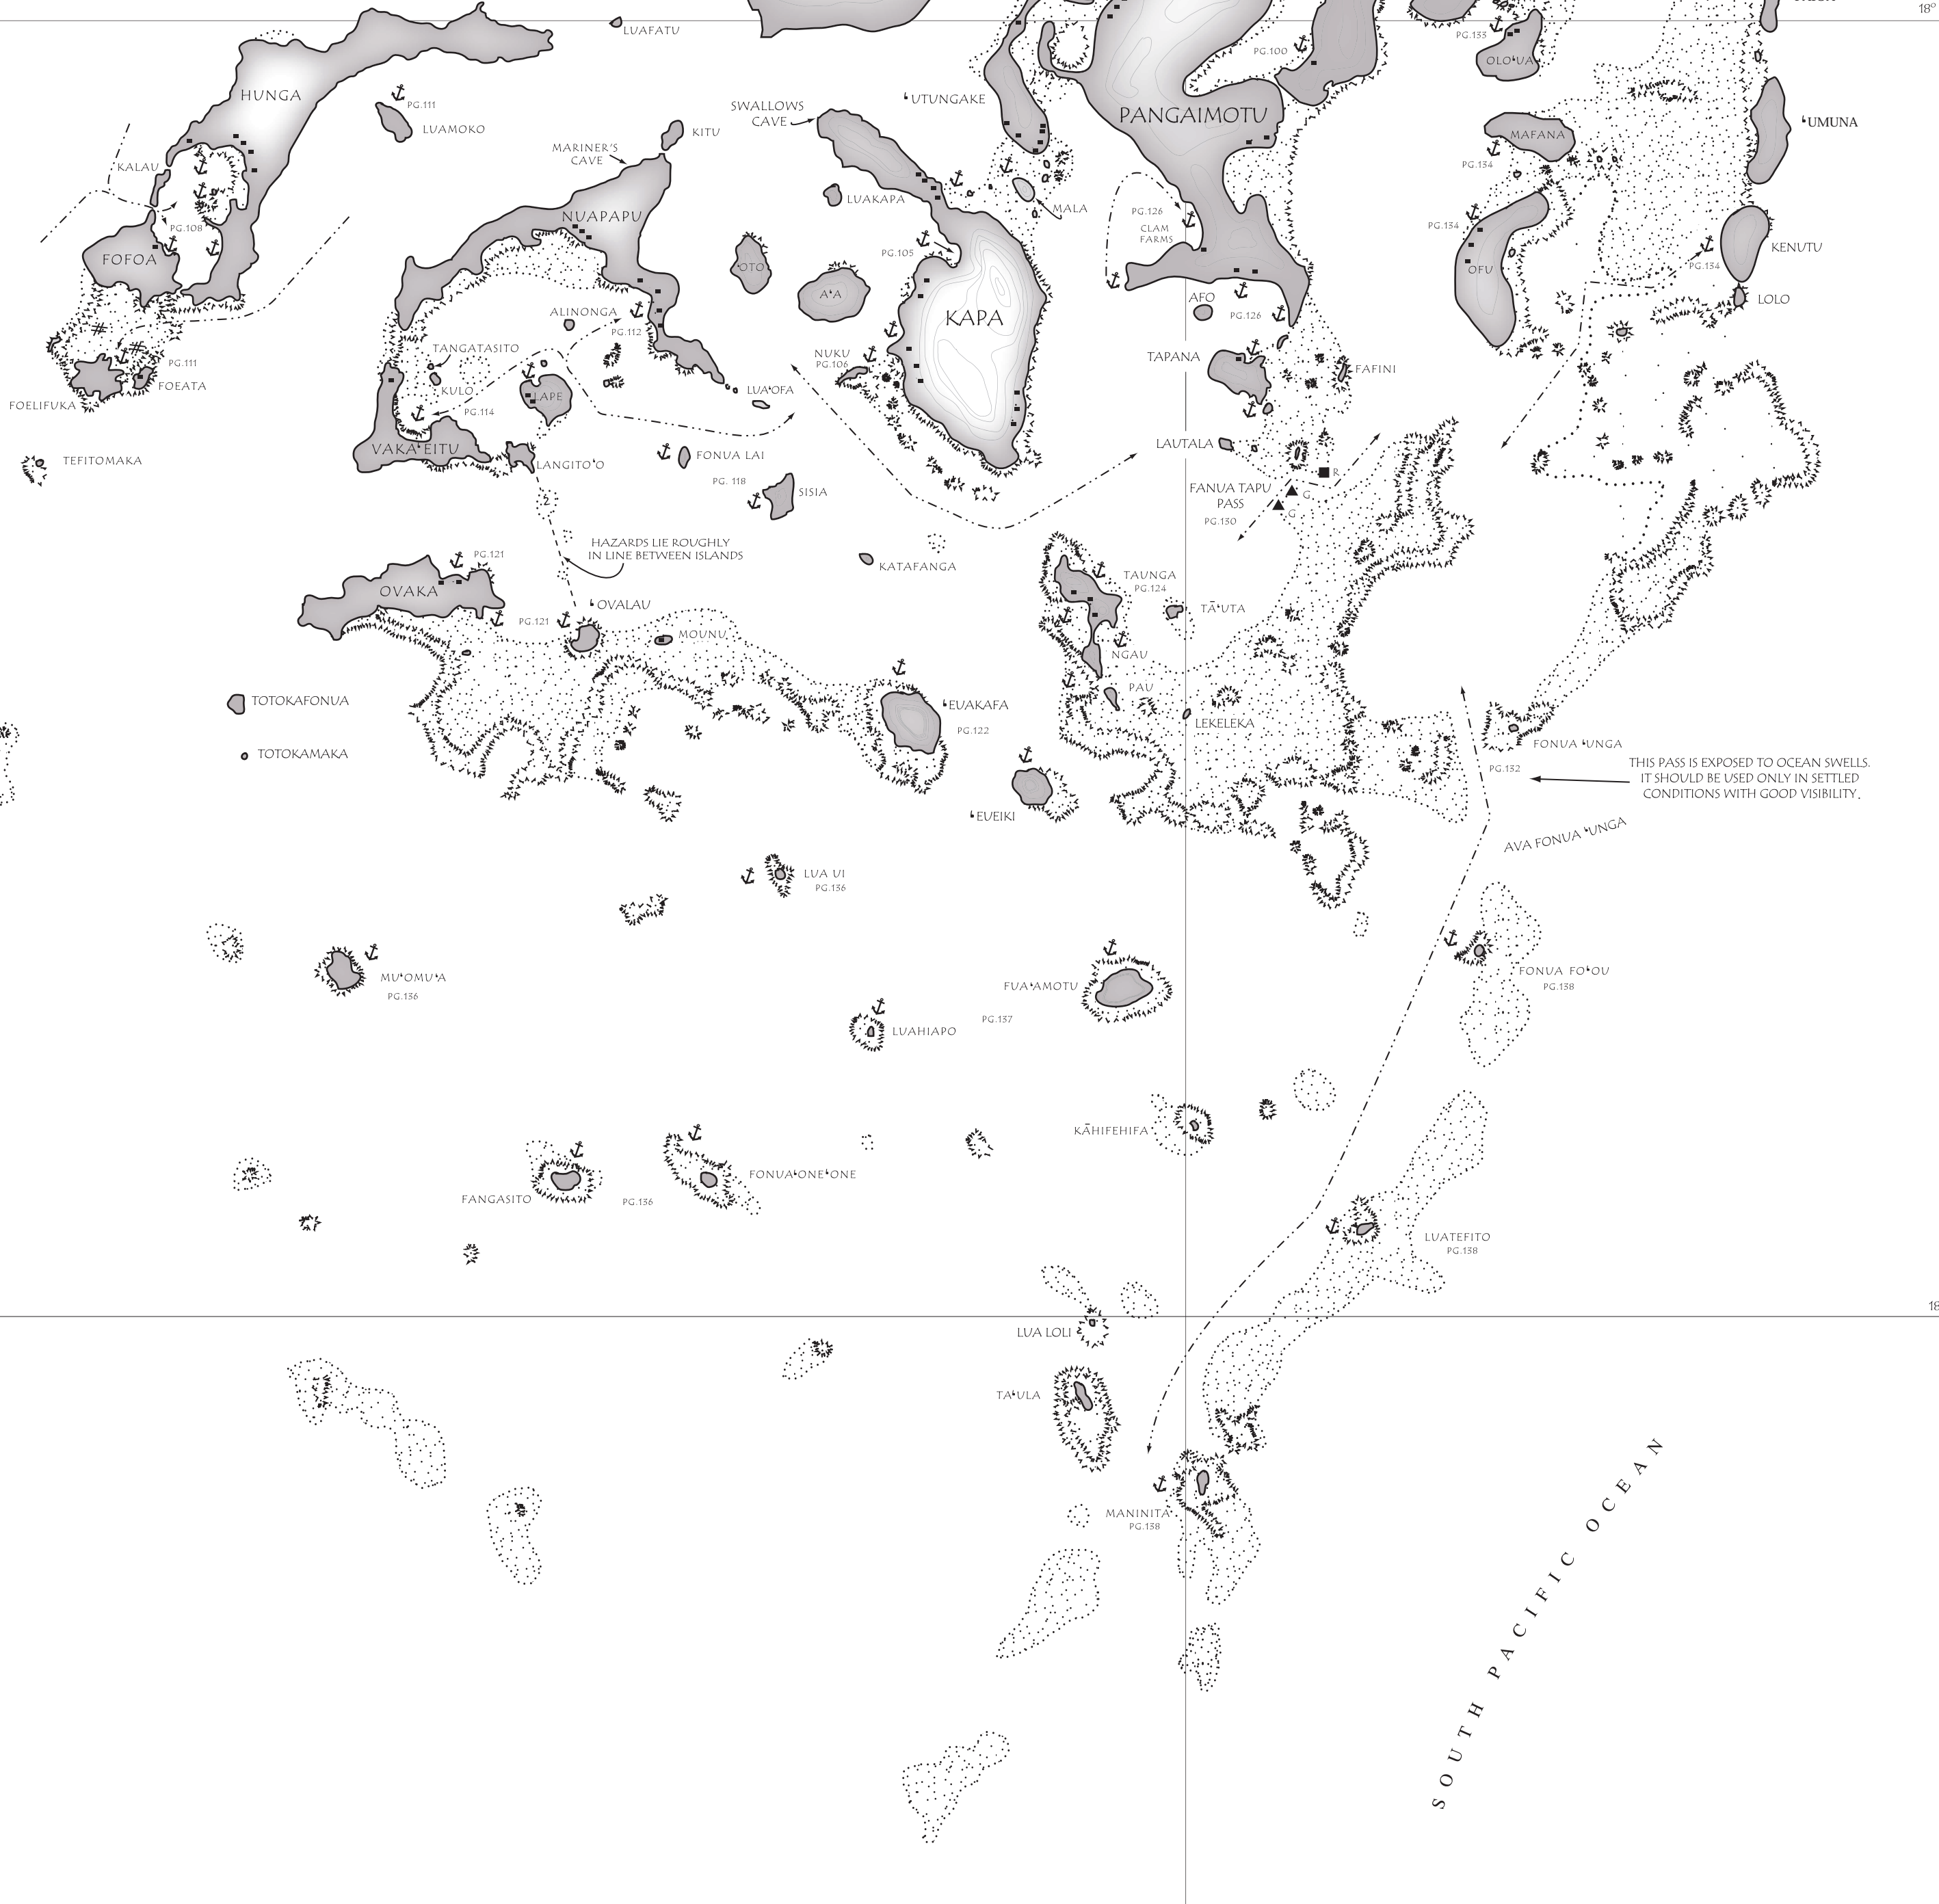 18°
LUAFATU
PG.133
OLO‘UA
PG.100
HUNGA
PG.111
LUAMOKO
SWALLOWS
CAVE
‘UTUNGAKE
PANGAIMOTU
‘UMUNA
MAFANA
PG.134
KITU
MARINER'S
CAVE
KALAU
LUAKAPA
MALA
PG.126
CLAM
FARMS
NUAPAPU
PG.108
PG.134
KENUTU
PG.134
FOFOA
PG.105
‘OTO
A‘A
OFU
AFO
LOLO
KAPA
PG.126
ALINONGA
PG.112
TANGATASITO
NUKU
PG.106
TAPANA
FAFINI
PG.111
FOEATA
KULO
LUA‘OFA
FOELIFUKA
LAPE
PG.114
LAUTALA
VAKA‘EITU
FONUA LAI
TEFITOMAKA
LANGITO‘O
R
PG. 118
SISIA
FANUA TAPU
PASS
G
G
PG.130
HAZARDS LIE ROUGHLY
IN LINE BETWEEN ISLANDS
PG.121
KATAFANGA
TAUNGA
PG.124
OVAKA
‘OVALAU
TĀ‘UTA
PG.121
MOUNU
NGAU
PAU
TOTOKAFONUA
‘EUAKAFA
PG.122
LEKELEKA
FONUA ‘UNGA
TOTOKAMAKA
PG.132
THIS PASS IS EXPOSED TO OCEAN SWELLS.
IT SHOULD BE USED ONLY IN SETTLED
CONDITIONS WITH GOOD VISIBILITY.
‘EUEIKI
AVA FONUA ‘UNGA
LUA UI
PG.136
MU‘OMU‘A
PG.136
FUA‘AMOTU
FONUA FO‘OU
PG.138
PG.137
LUAHIAPO
KĀHIFEHIFA
FONUA‘ONE‘ONE
FANGASITO
PG.136
LUATEFITO
PG.138
18
LUA LOLI
TA‘ULA
MANINITA
PG.138
SOUTH PACIFIC OCEAN